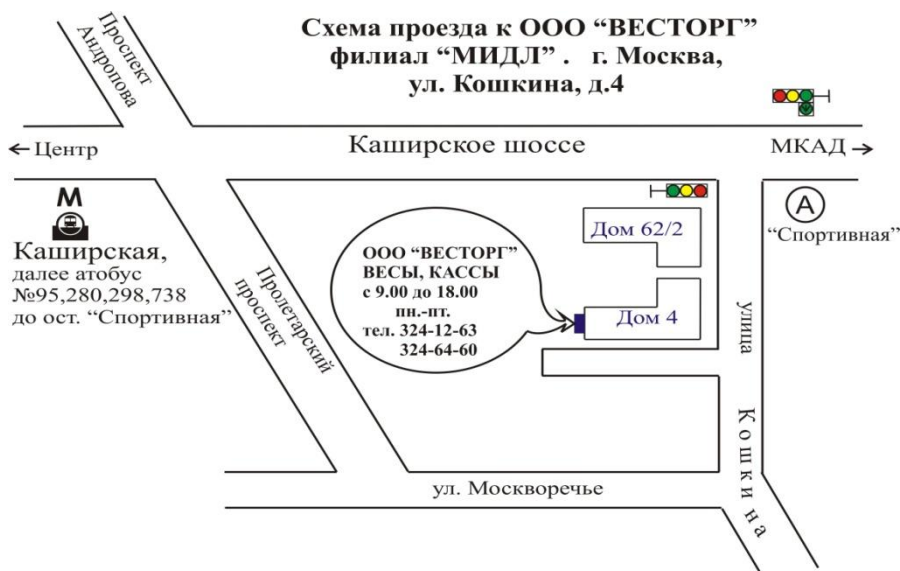 Схема проезда к ООО “ВЕСТОРГ”
филиал “МИДЛ” . г. Москва,
ул. Кошкина, д.4
Проспект
Андропова
← Центр
Каширское шоссе
МКАД →
М
Каширская,
далее атобус
№95,280,298,738
до ост. “Спортивная”
А
“Спортивная”
Пролетарский
проспект
ООО “ВЕСТОРГ”
ВЕСЫ, КАССЫ
с 9.00 до 18.00
пн.-пт.
тел. 324-12-63
324-64-60
Дом 62/2
Дом 4
улица Кошкина
ул. Москворечье